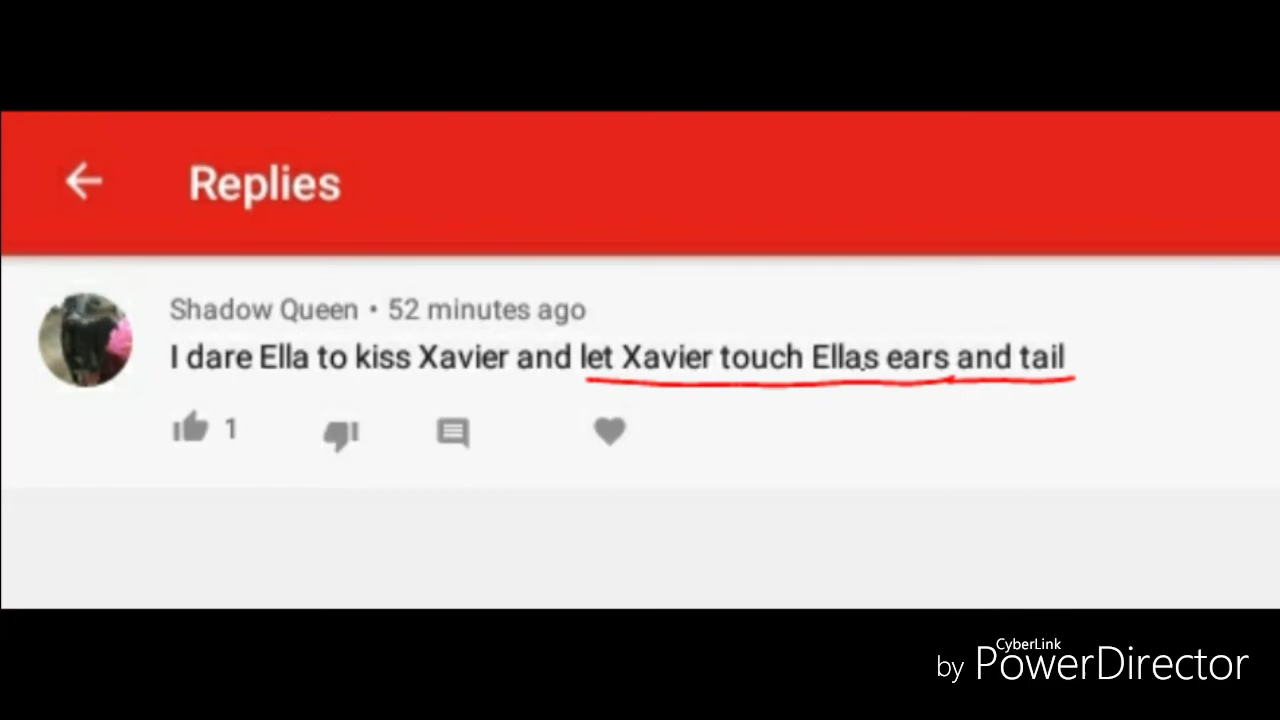 Replies
Shadow Queen • 52 minutes ago
I dare Ella to kiss Xavier and let Xavier touch Ellas ears and tail
1
CyberLink
by PowerDirector